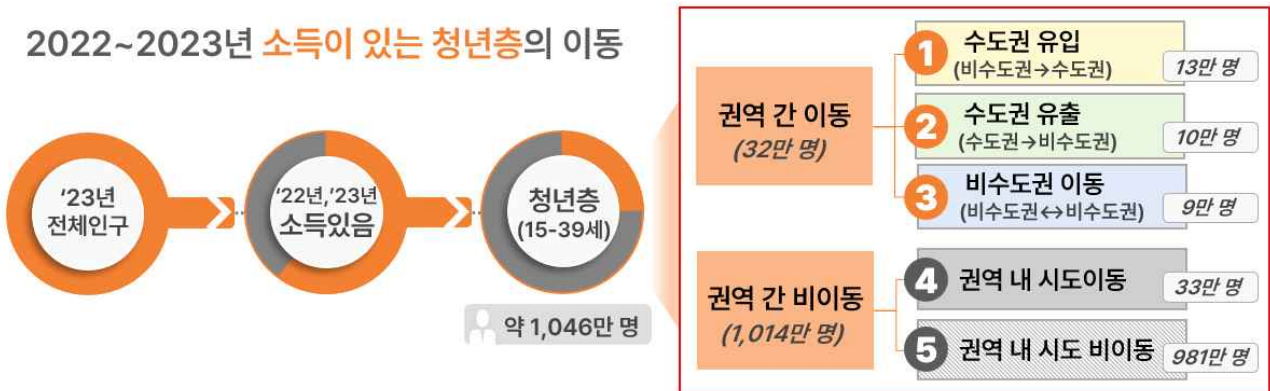 2022~2023년 소득이 있는 청년층의 이동
‘23년
전체인구
‘22년,’23년
소득있음
청년층
(15-39세)
약 1,046만 명
권역 간 이동
(32만 명)
1 수도권 유입
(비수도권→수도권)
13만 명
2 수도권 유출
(수도권→비수도권)
10만 명
3 비수도권 이동
(비수도권↔비수도권)
9만 명
권역 간 비이동
(1,014만 명)
4 권역 내 시도이동
33만 명
5 권역 내 시도 비이동
981만 명